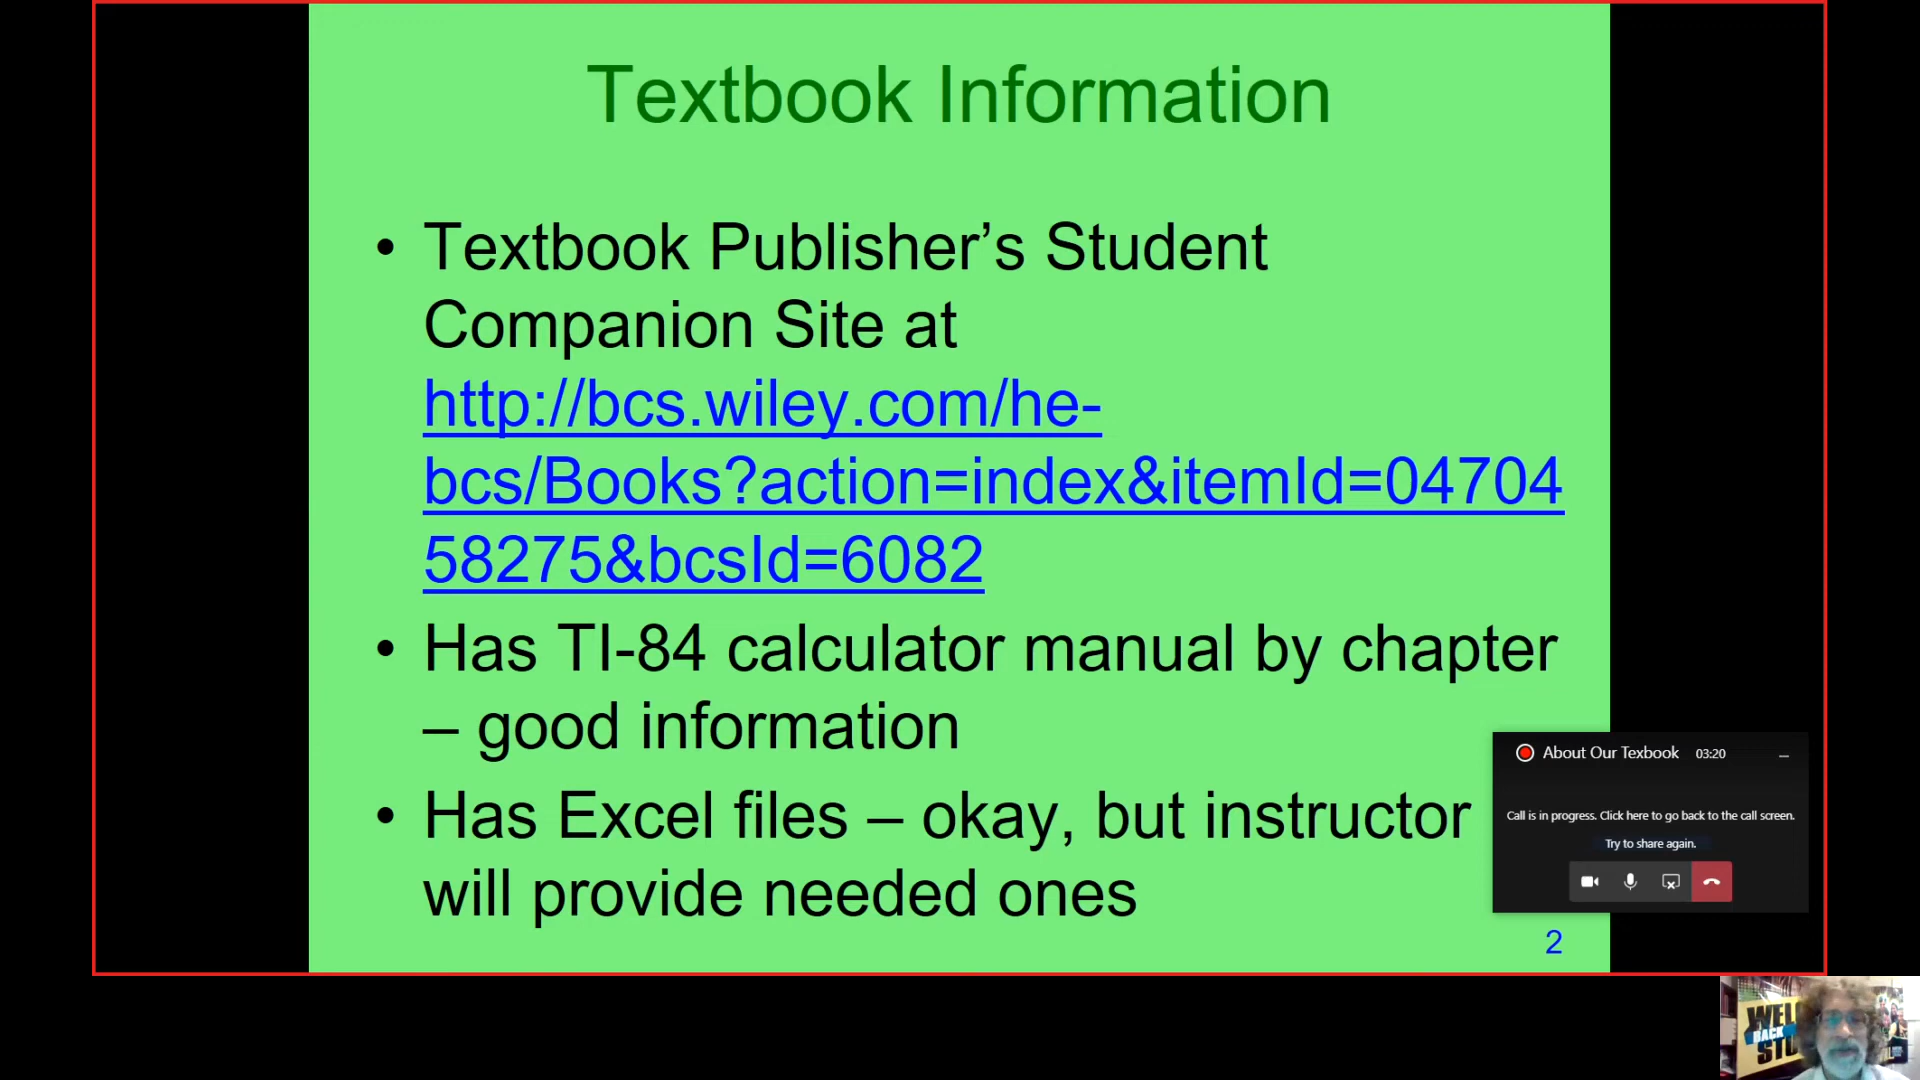 Textbook Information
• Textbook Publisher’s Student
Companion Site at
http://bcs.wiley.com/he-
bcs/Books?action=index&itemId=04704
58275&bcsId=6082
• Has TI-84 calculator manual by chapter
– good information
• Has Excel files – okay, but instructor
will provide needed ones
About Our Texbook 03:20
Call is in progress. Click here to go back to the call screen.
Try to share again.
2
WEL
BACK
STU